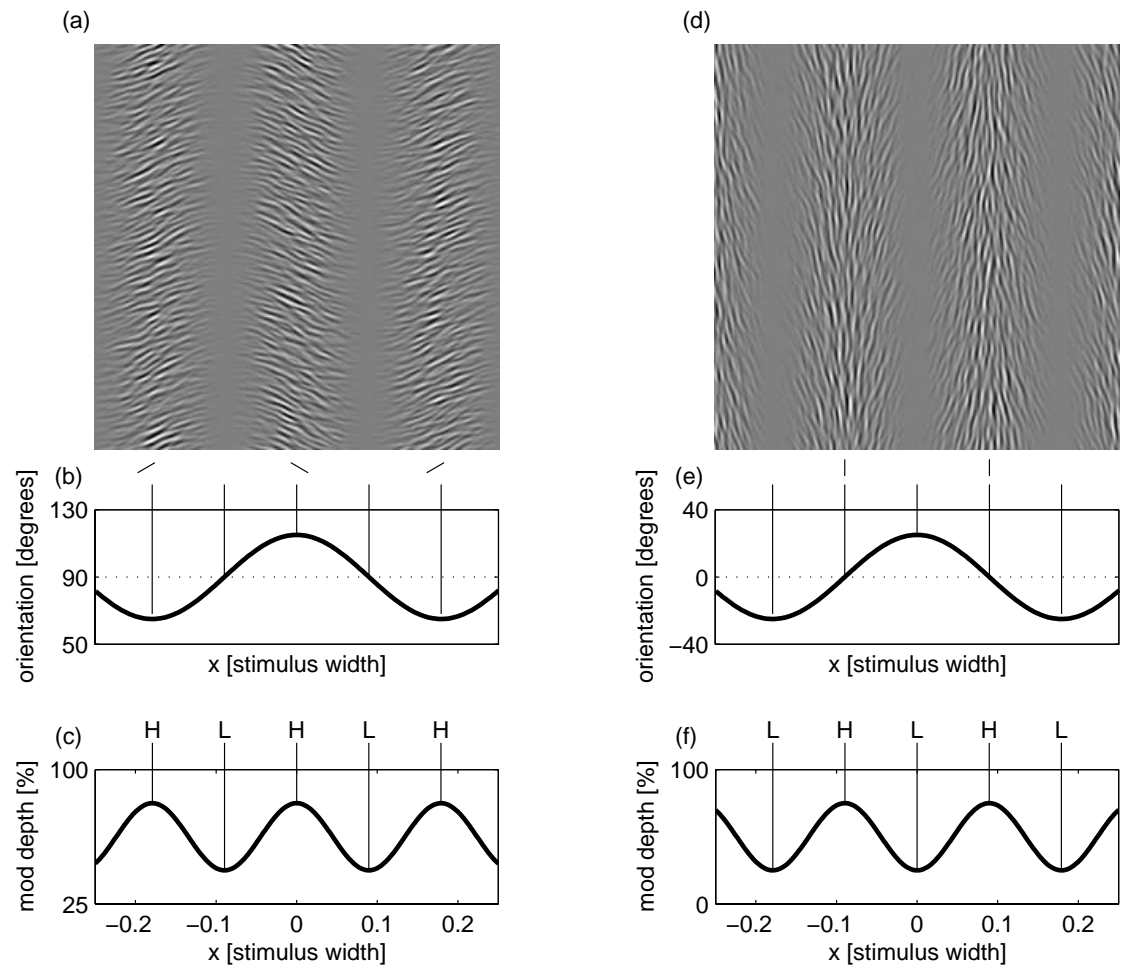 (a)
(b)
130
90
50
orientation [degrees]
x [stimulus width]
(c)
H L H L H
100
25
mod depth [%]
−0.2 −0.1 0 0.1 0.2
x [stimulus width]
(d)
(e)
40
0
−40
orientation [degrees]
x [stimulus width]
(f)
L H L H L
100
0
mod depth [%]
−0.2 −0.1 0 0.1 0.2
x [stimulus width]